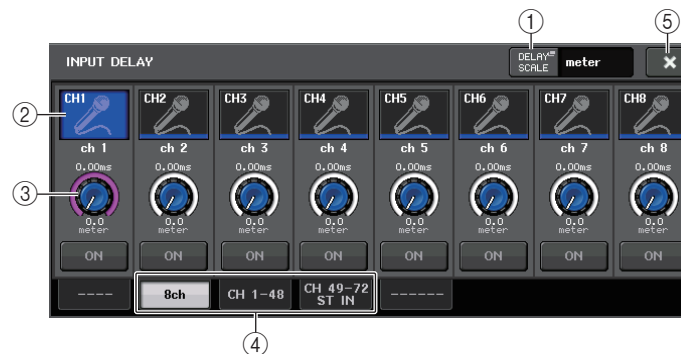 ① ⑤
INPUT DELAY DELAY SCALE meter ×
② CH1 CH2 CH3 CH4 CH5 CH6 CH7 CH8
ch 1 ch 2 ch 3 ch 4 ch 5 ch 6 ch 7 ch 8
0.00ms 0.00ms 0.00ms 0.00ms 0.00ms 0.00ms 0.00ms 0.00ms
③
0.0 0.0 0.0 0.0 0.0 0.0 0.0 0.0
meter meter meter meter meter meter meter meter
ON ON ON ON ON ON ON ON
---- 8ch CH 1-48 CH 49-72 ST IN ------
④